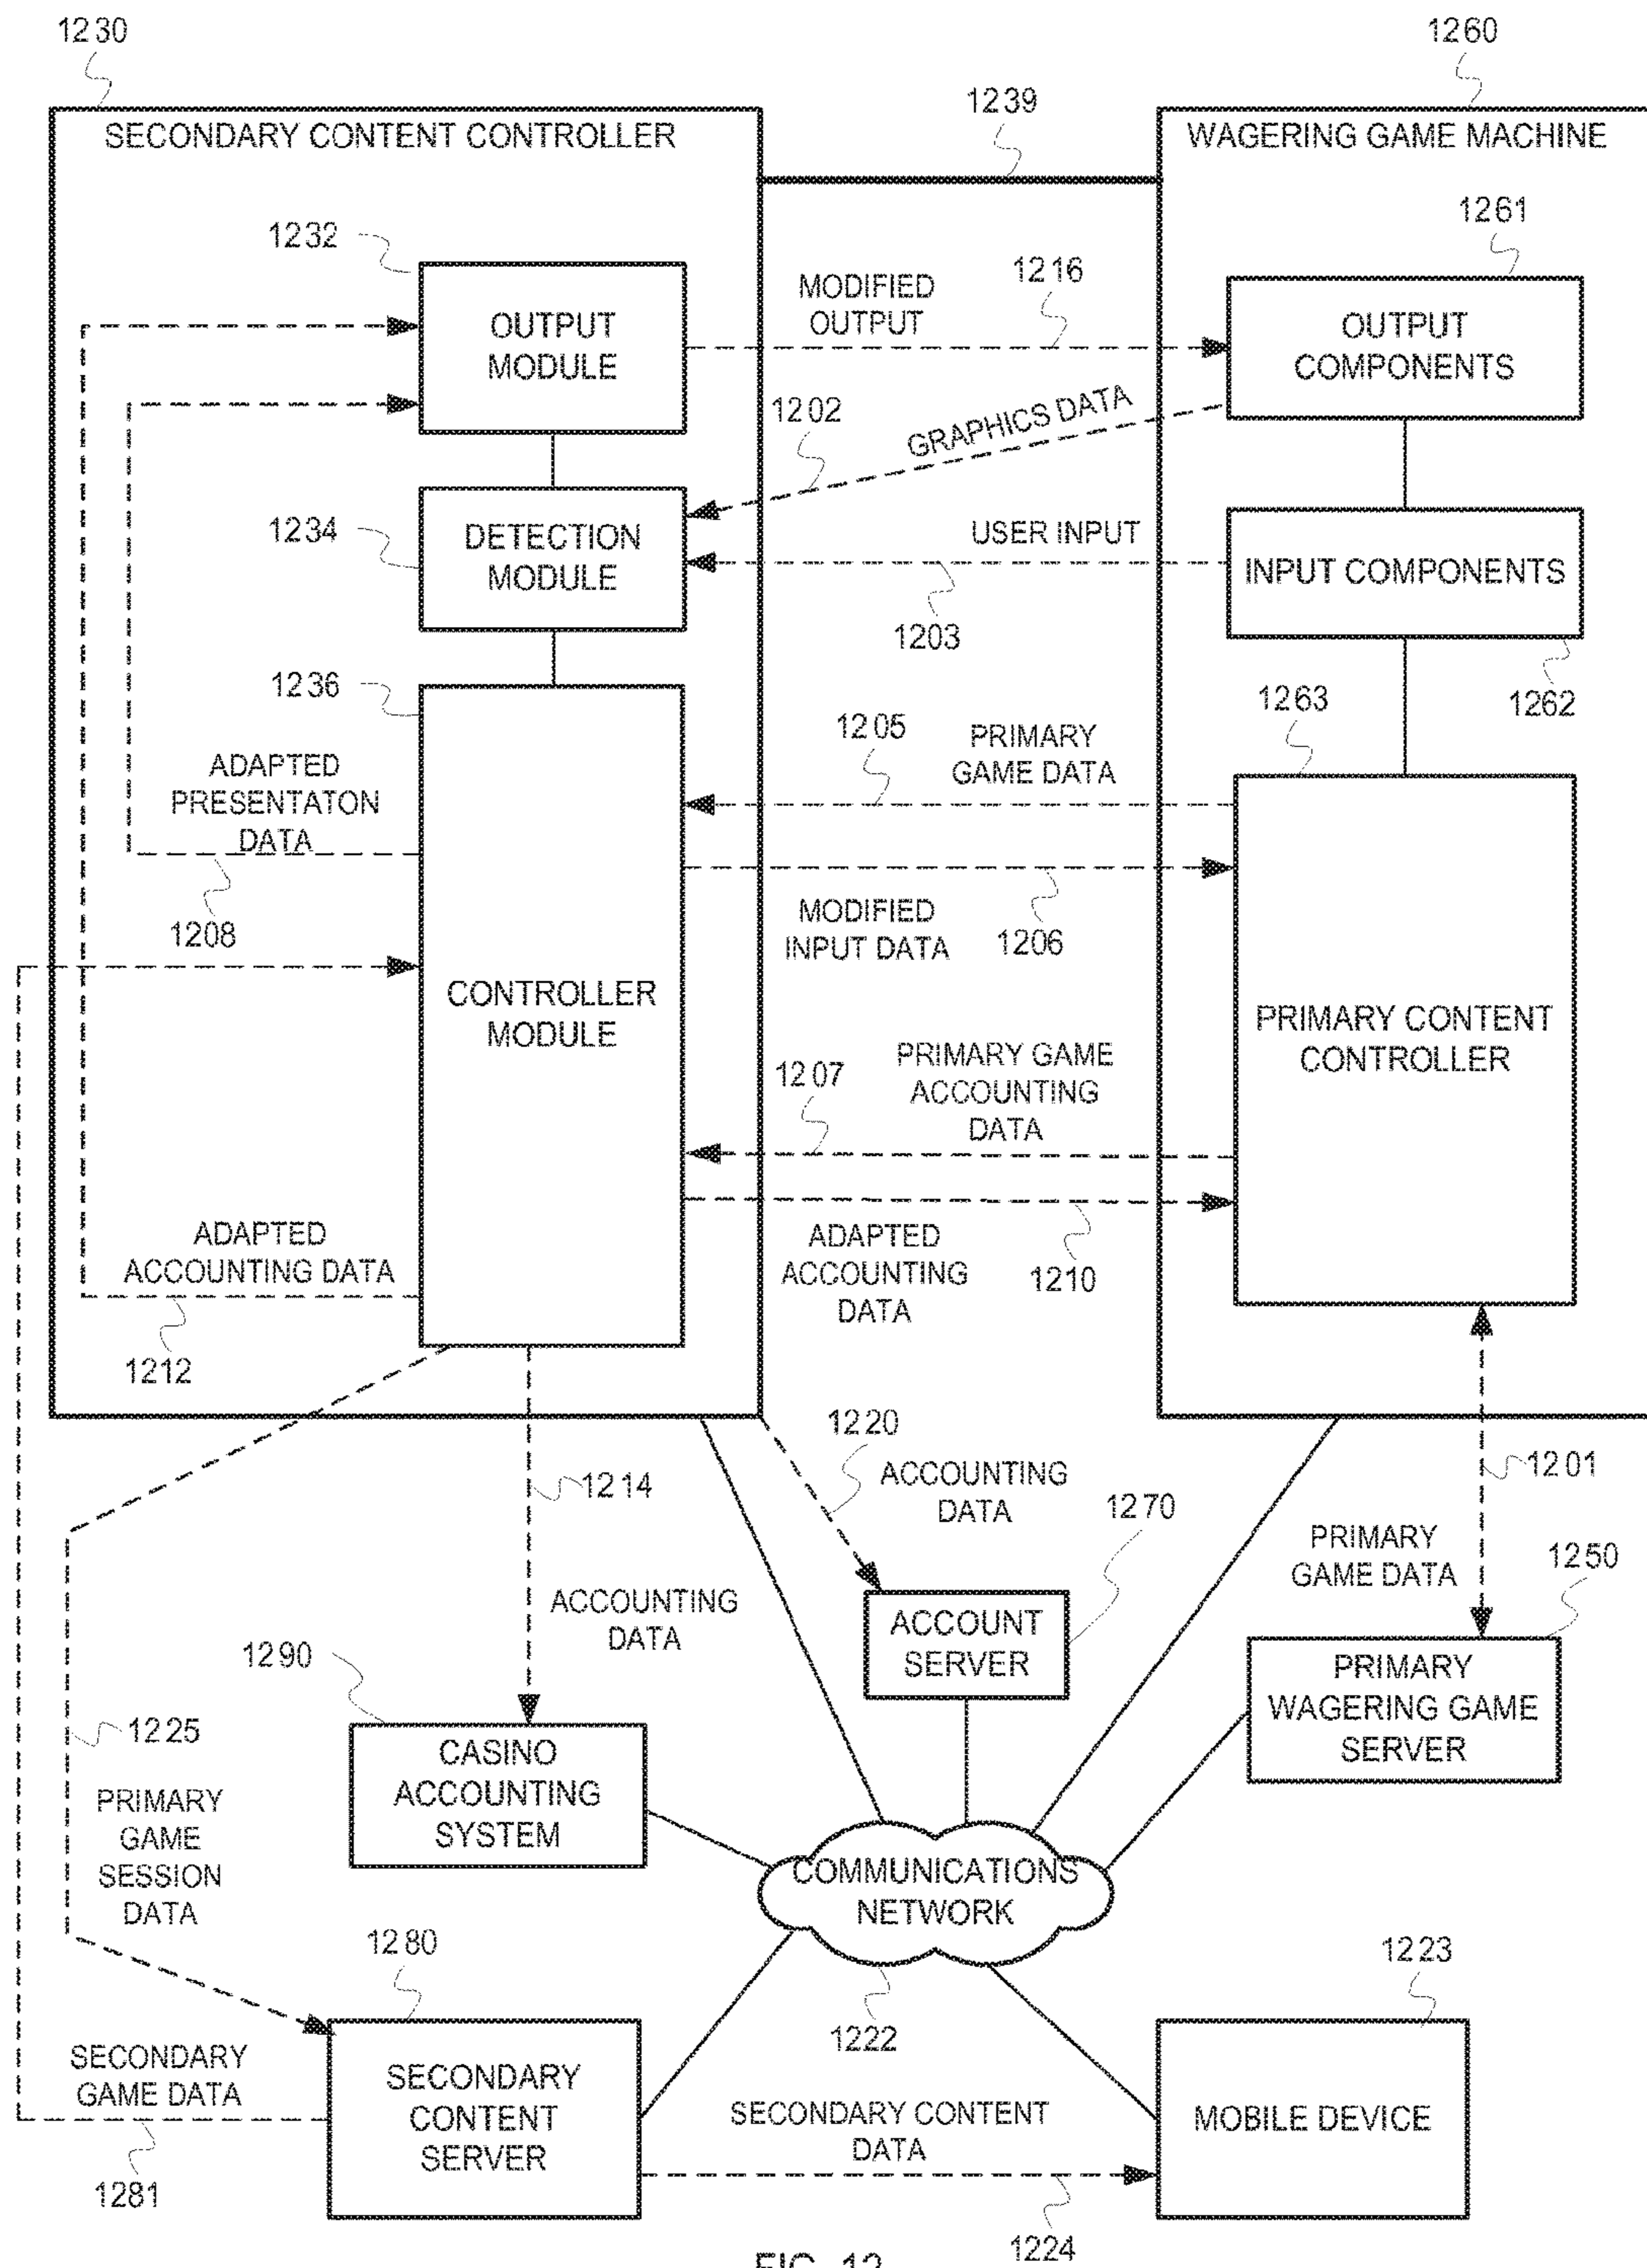 1230
1260
1239
SECONDARY CONTENT CONTROLLER
WAGERING GAME MACHINE
1261
1232
1216
MODIFIED
OUTPUT
OUTPUT
MODULE
OUTPUT
COMPONENTS
1202
GRAPHICS DATA
1234
DETECTION
MODULE
USER INPUT
INPUT COMPONENTS
1203
1236
1263
1262
1205
PRIMARY
GAME DATA
ADAPTED
PRESENTATON
DATA
1208
MODIFIED
INPUT DATA
1206
CONTROLLER
MODULE
PRIMARY CONTENT
CONTROLLER
1207
PRIMARY GAME
ACCOUNTING
DATA
ADAPTED
ACCOUNTING DATA
ADAPTED
ACCOUNTING
DATA
1210
1212
1220
1214
ACCOUNTING
DATA
1201
1270
PRIMARY
GAME DATA
1250
ACCOUNTING
DATA
ACCOUNT
SERVER
1290
PRIMARY
WAGERING GAME
SERVER
1225
CASINO
ACCOUNTING
SYSTEM
PRIMARY
GAME
SESSION
DATA
COMMUNICATIONS
NETWORK
1280
1223
1222
SECONDARY
GAME DATA
SECONDARY
CONTENT
SERVER
SECONDARY CONTENT
DATA
MOBILE DEVICE
1281
1224
FIG. 12